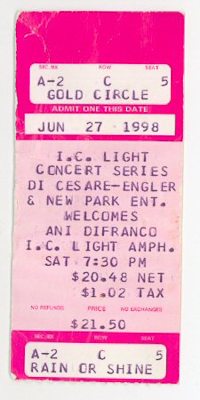 SEC/BX ROW SEAT
A-2 C 5
GOLD CIRCLE
ADMIT ONE THIS DATE
JUN 27 1998
I.C. LIGHT
CONCERT SERIES
DI CESARE-ENGLER
& NEW PARK ENT.
WELCOMES
ANI DIFRANCO
I.C. LIGHT AMPH.
SAT 7:30 PM
$20.48 NET
$1.02 TAX
NO REFUNDS PRICE NO EXCHANGES
$21.50
SEC/BX ROW SEAT
A-2 C 5
RAIN OR SHINE